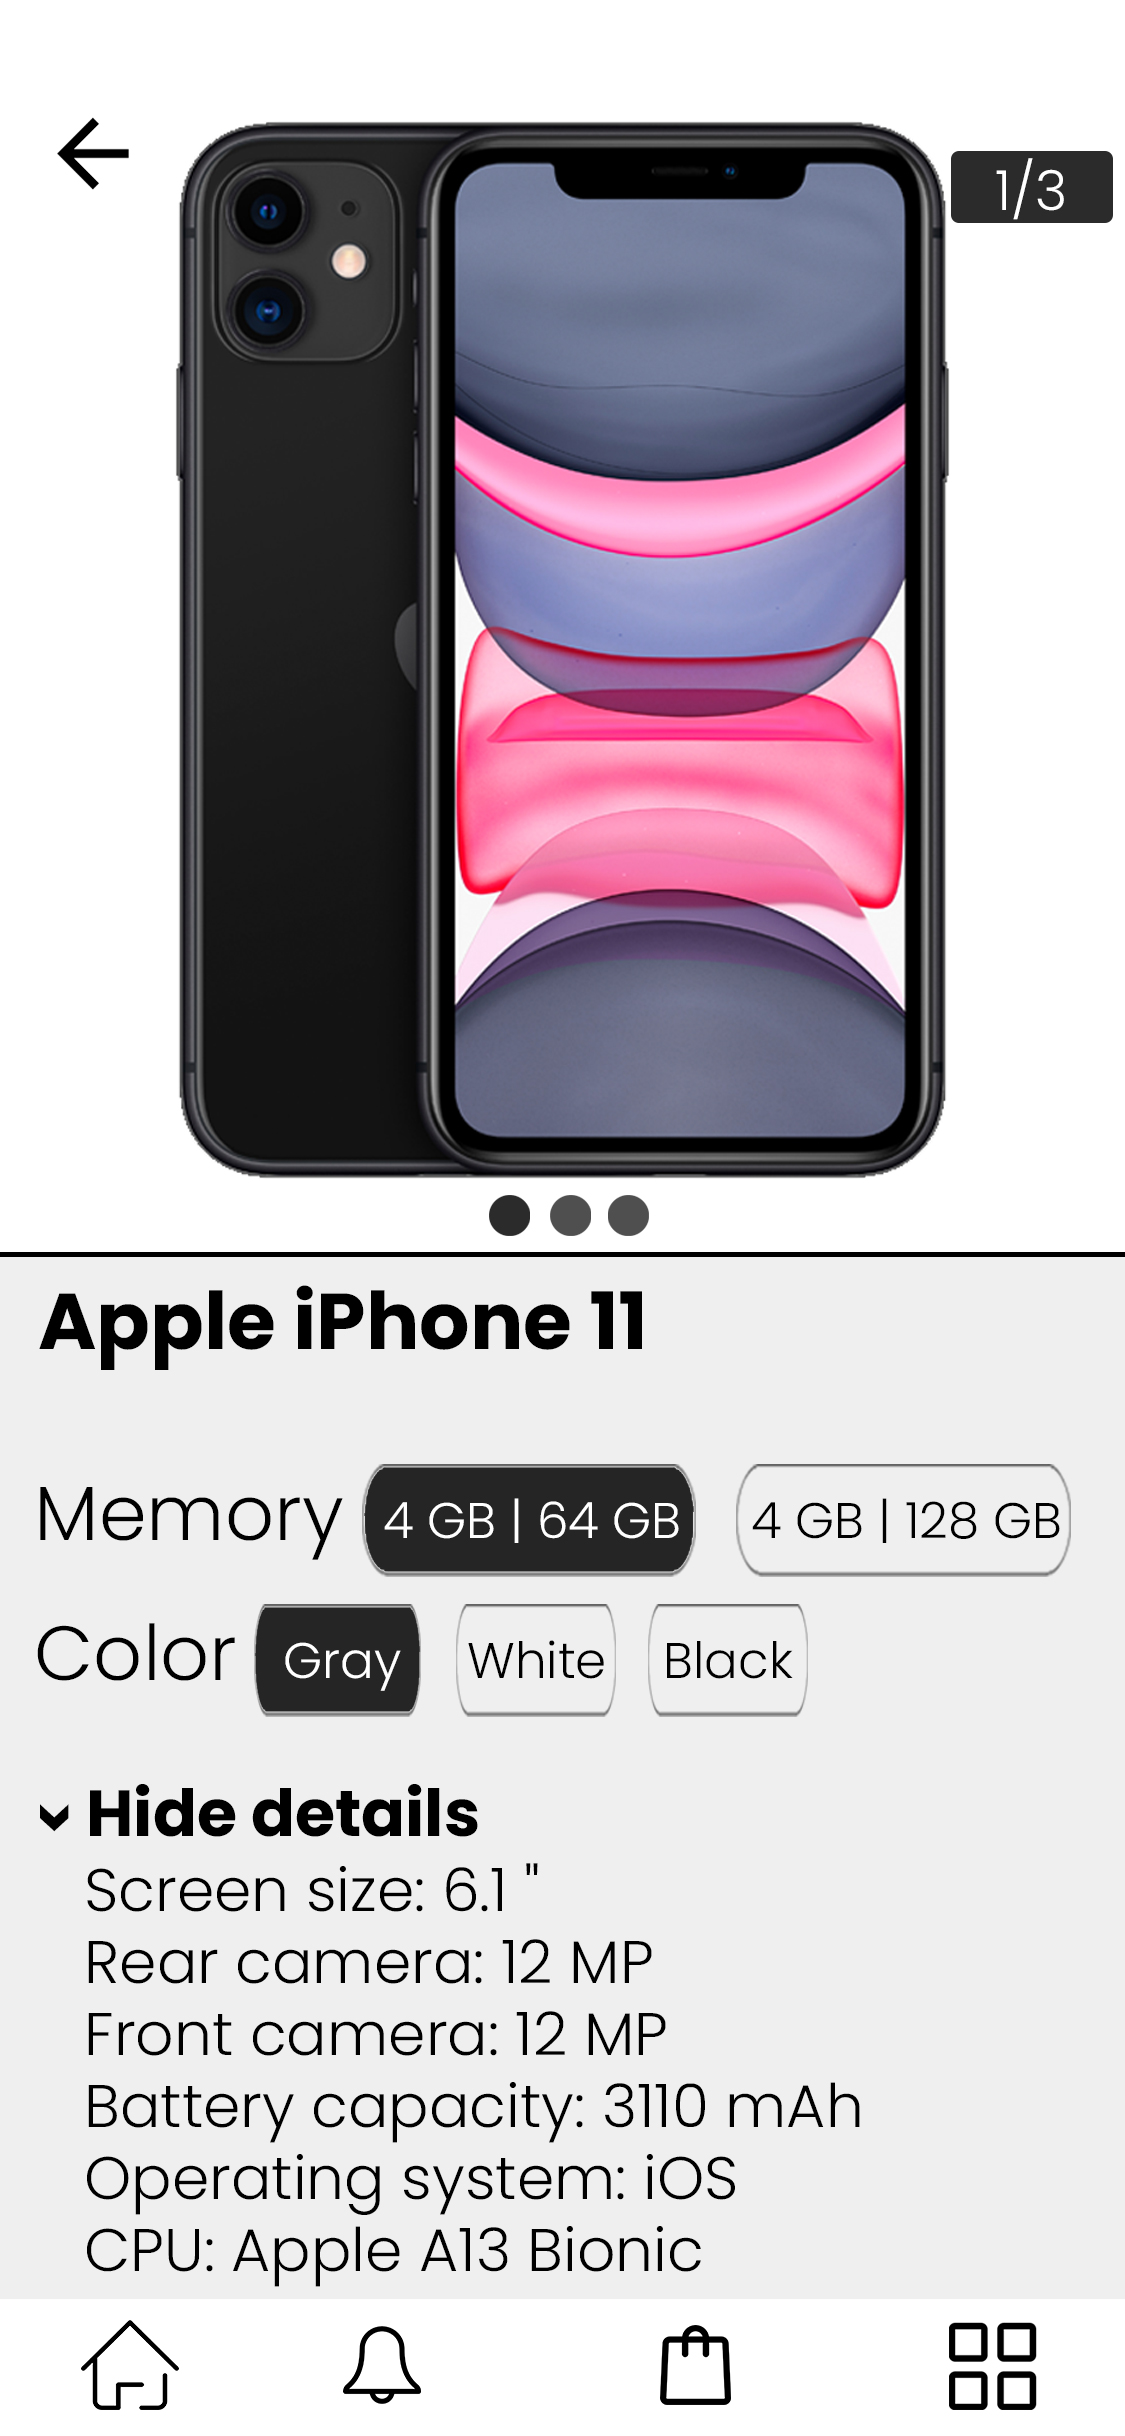 1/3
Apple iPhone 11
Memory 4 GB | 64 GB 4 GB | 128 GB
Color Gray White Black
Hide details
Screen size: 6.1 "
Rear camera: 12 MP
Front camera: 12 MP
Battery capacity: 3110 mAh
Operating system: iOS
CPU: Apple A13 Bionic